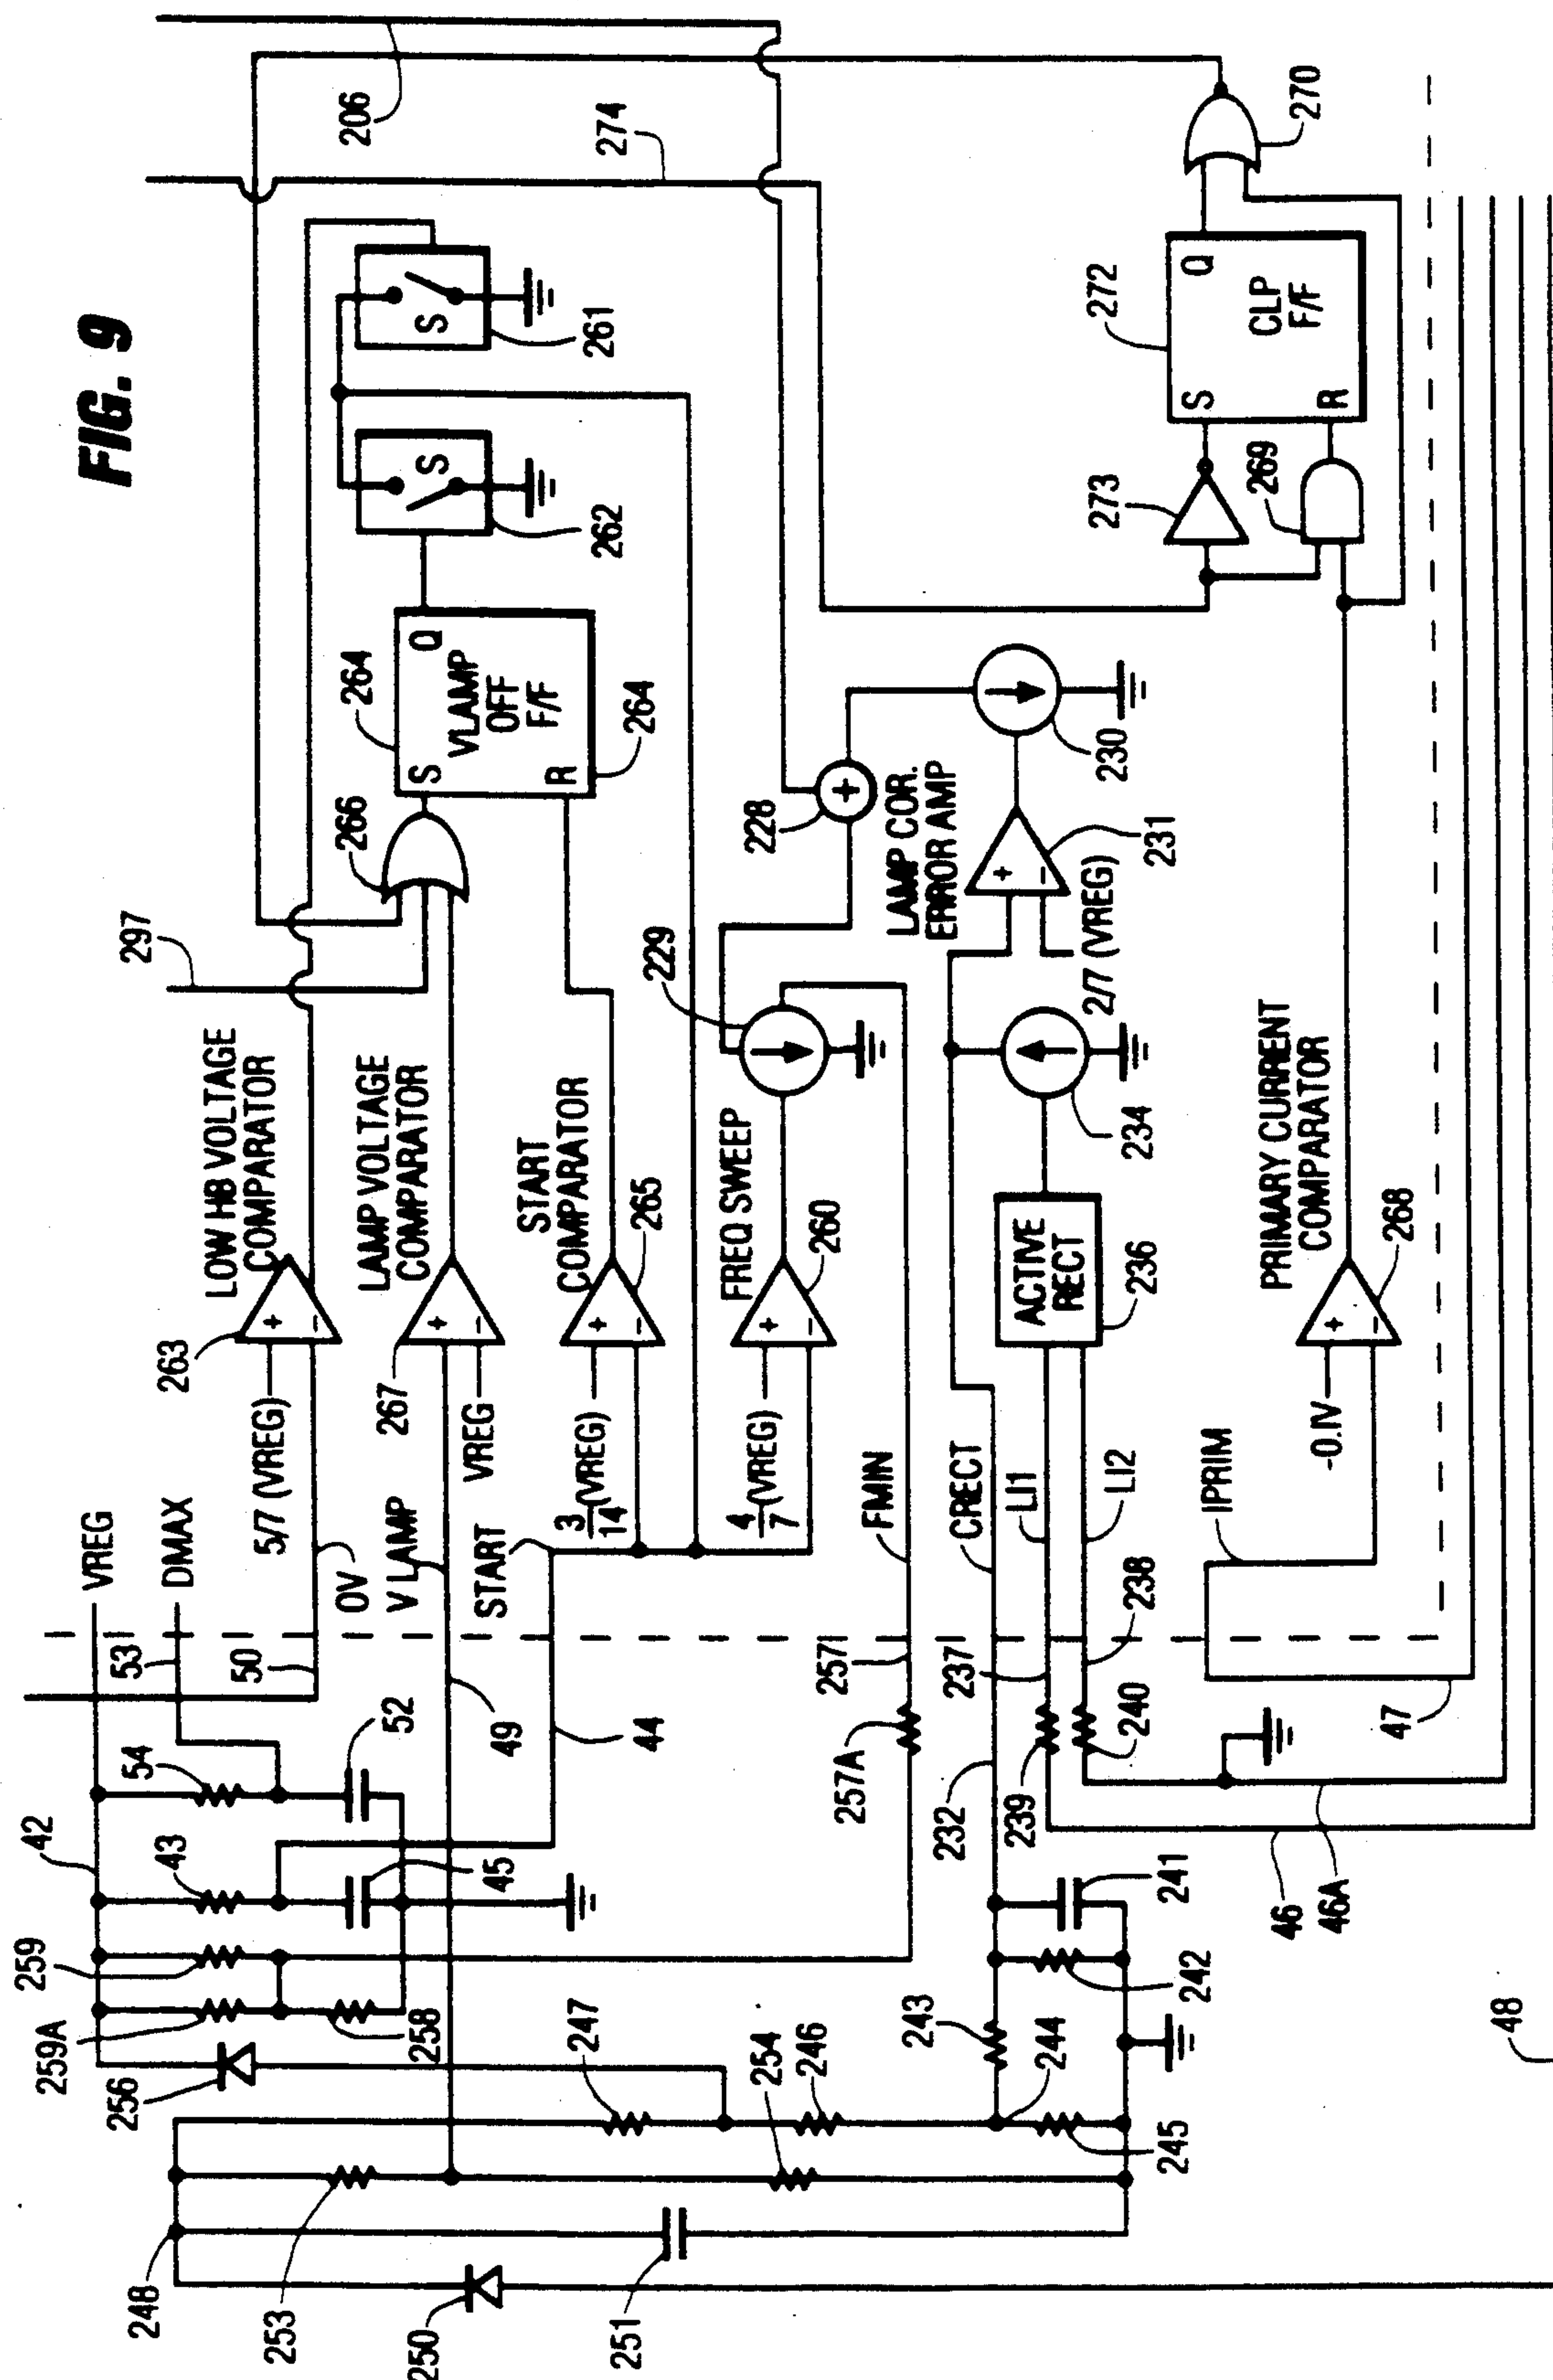 FIG. 9
206
274
297
266
264
VLAMP
OFF
F/F
S
Q
R
264
S
262
S
261
LOW HB VOLTAGE
COMPARATOR
263
+
−
5/7 (VREG)
VREG
DMAX
53
50
OV
LAMP VOLTAGE
COMPARATOR
267
+
−
VREG
V LAMP
49
START
COMPARATOR
265
+
−
3/14 (VREG)
START
44
FREQ SWEEP
260
+
−
4/7 (VREG)
229
228
+
230
LAMP COR.
ERROR AMP
231
+
−
2/7 (VREG)
234
ACTIVE
RECT
236
FMIN
257
257A
CRECT
232
LI1
237
239
LI2
238
240
PRIMARY CURRENT
COMPARATOR
268
+
−
-0.1V
IPRIM
47
273
269
272
S
Q
CLP
F/F
R
270
42
54
52
43
45
259
259A
258
256
247
254
246
243
244
245
242
241
46
46A
248
253
250
251
48